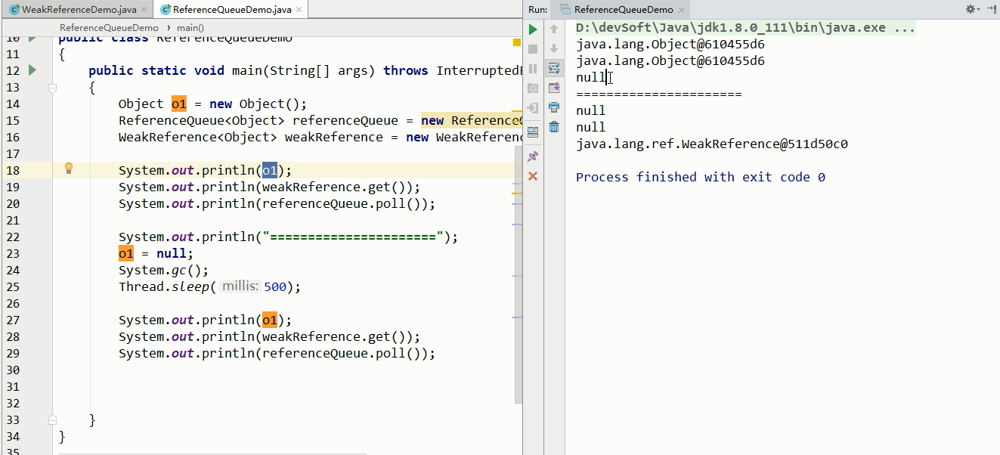 WeakReferenceDemo.java
ReferenceQueueDemo.java
Run:
ReferenceQueueDemo
ReferenceQueueDemo
main()
10 public class ReferenceQueueDemo
11 {
12 public static void main(String[] args) throws Interrupted
13 {
14 Object o1 = new Object();
15 ReferenceQueue<Object> referenceQueue = new Reference
16 WeakReference<Object> weakReference = new WeakReferenc
17
18 System.out.println(o1);
19 System.out.println(weakReference.get());
20 System.out.println(referenceQueue.poll());
21
22 System.out.println("======================");
23 o1 = null;
24 System.gc();
25 Thread.sleep( millis: 500);
26
27 System.out.println(o1);
28 System.out.println(weakReference.get());
29 System.out.println(referenceQueue.poll());
30
31
32
33 }
34 }
35
D:\devSoft\Java\jdk1.8.0_111\bin\java.exe ...
java.lang.Object@610455d6
java.lang.Object@610455d6
null
======================
null
null
java.lang.ref.WeakReference@511d50c0
Process finished with exit code 0